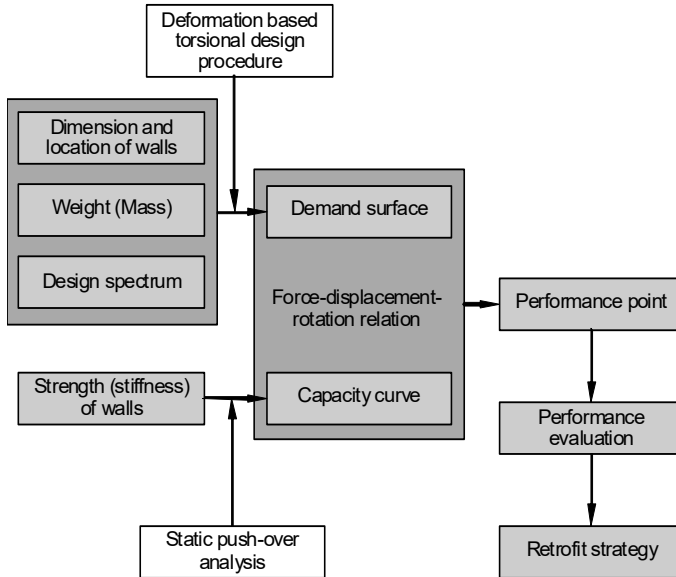 Deformation based
torsional design
procedure
Dimension and
location of walls
Weight (Mass)
Design spectrum
Demand surface
Force-displacement-
rotation relation
Capacity curve
Strength (stiffness)
of walls
Static push-over
analysis
Performance point
Performance
evaluation
Retrofit strategy